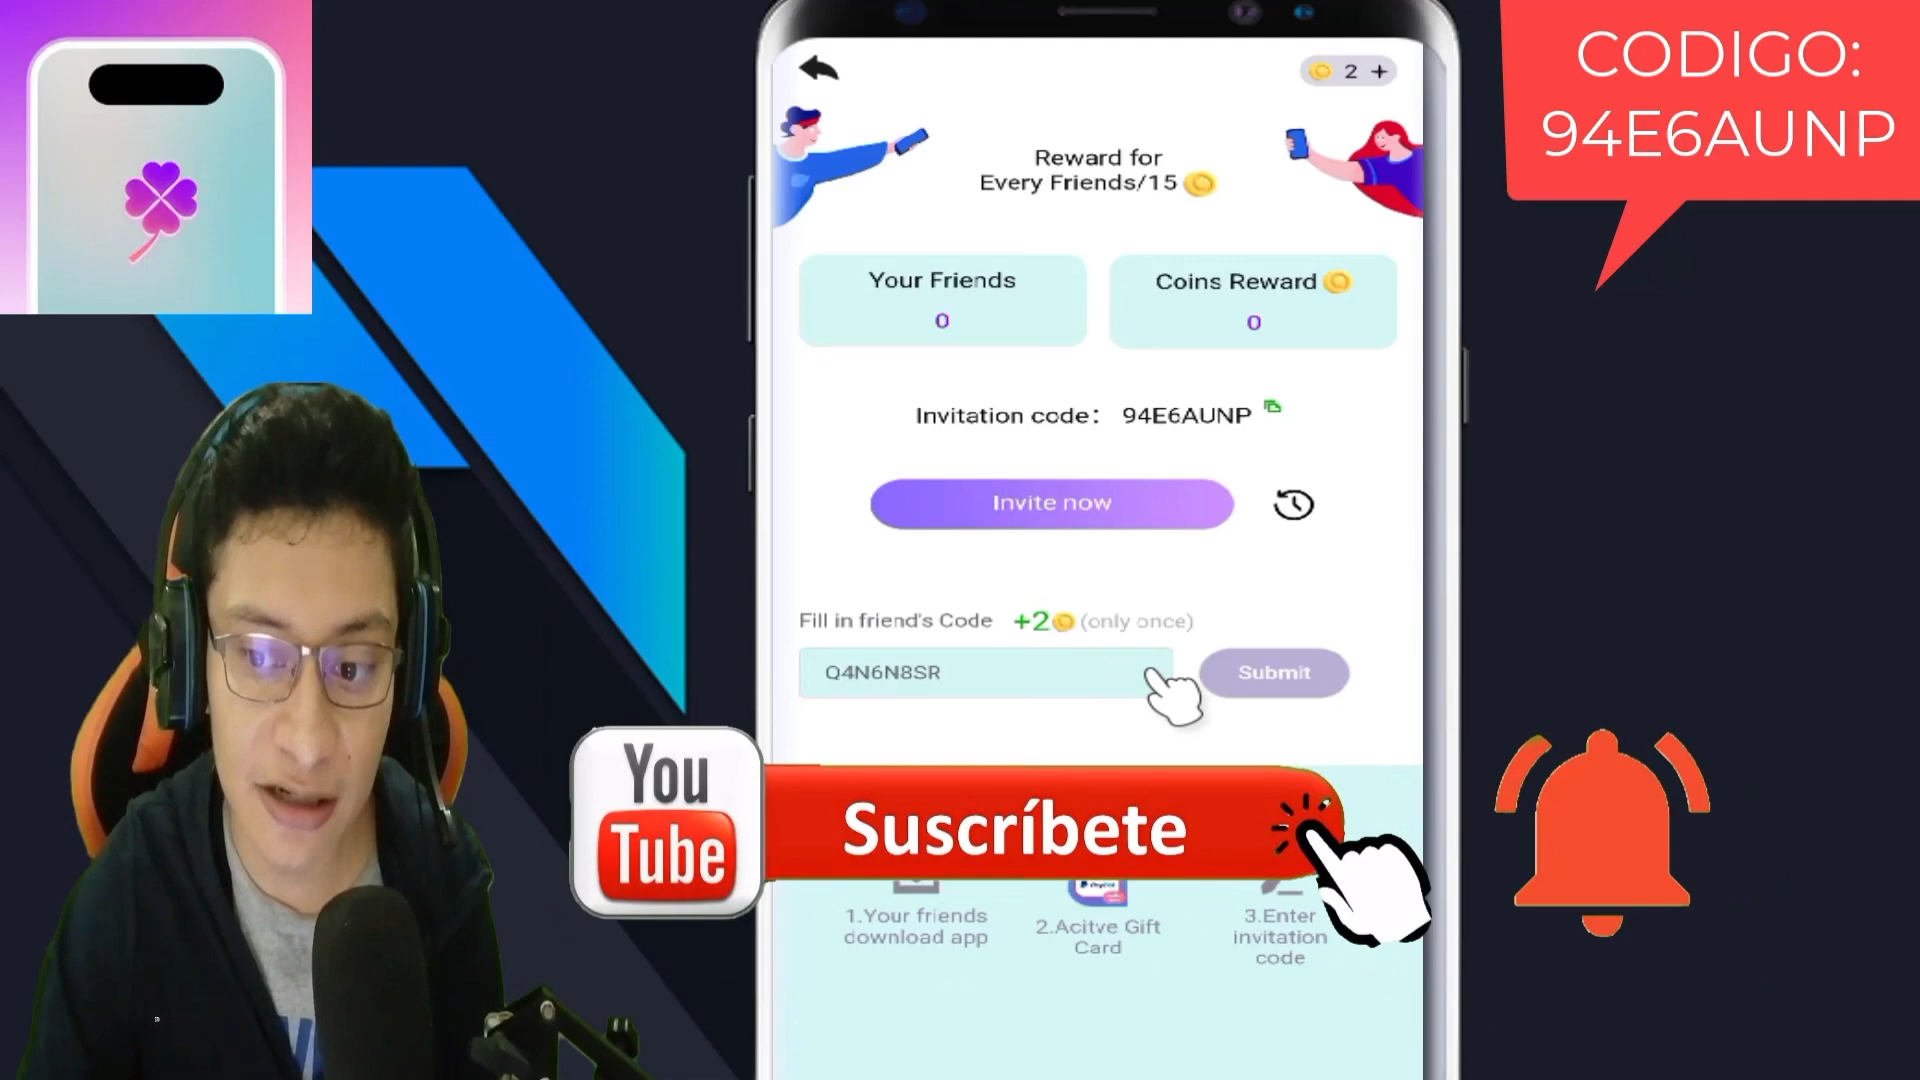 CODIGO:
94E6AUNP
2 +
Reward for
Every Friends/15
Your Friends
0
Coins Reward
0
Invitation code: 94E6AUNP
Invite now
Fill in friend's Code +2 (only once)
Q4N6N8SR
Submit
You
Tube
Suscríbete
PayPal
1.Your friends
download app
2.Acitve Gift
Card
3.Enter
invitation
code